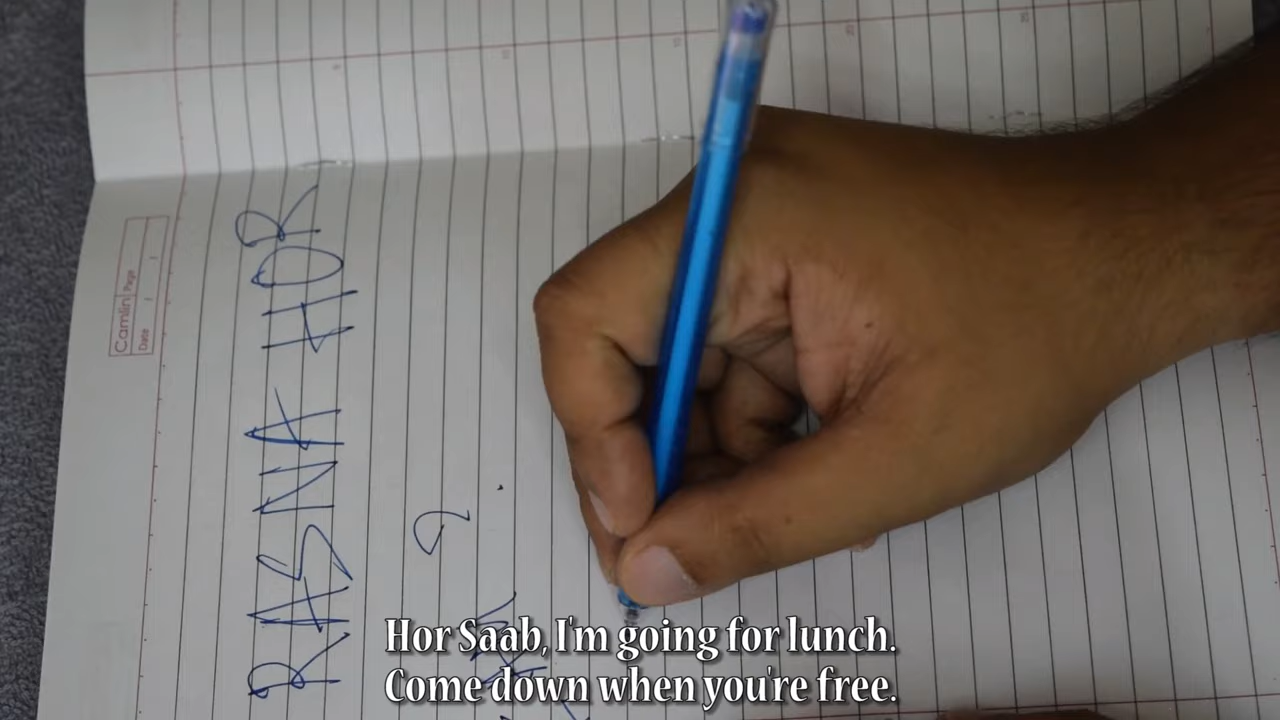 Camlin Page
Date / /
RASNA HOR
?
Hor Saab, I'm going for lunch.
Come down when you're free.